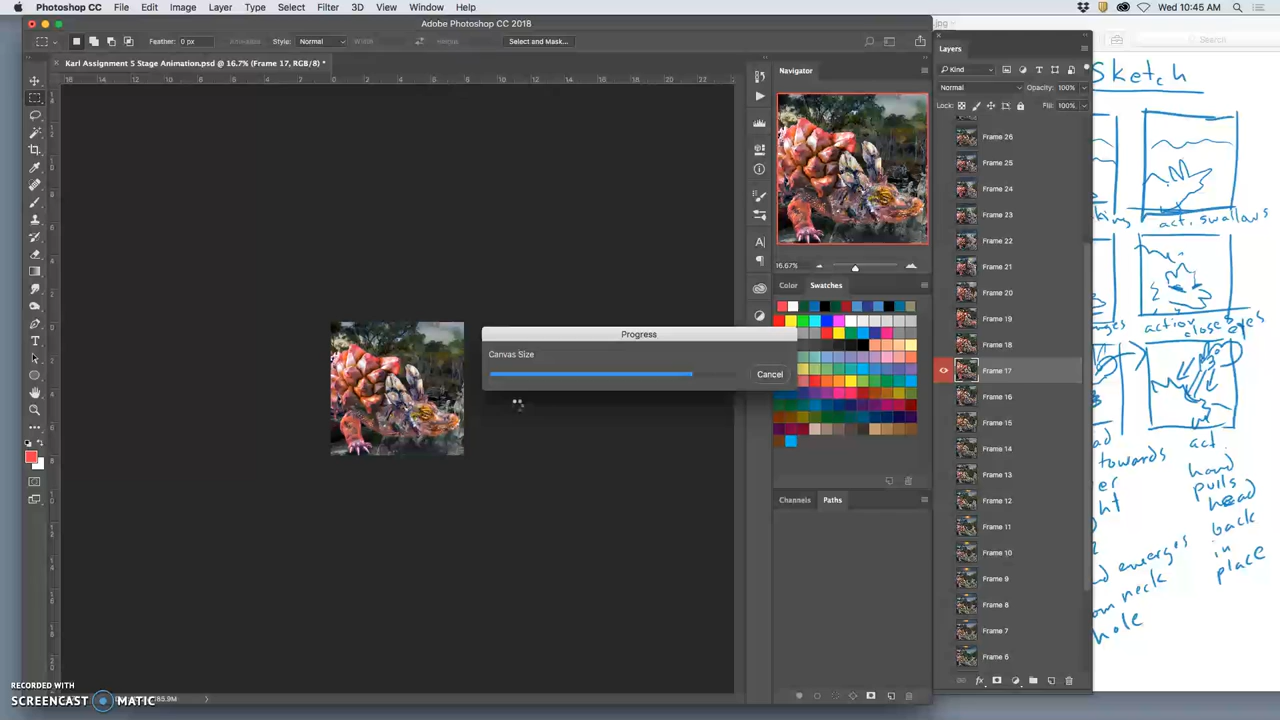 Photoshop CC File Edit Image Layer Type Select Filter 3D View Window Help
Wed 10:45 AM
Adobe Photoshop CC 2018
.jpg
Feather: 0 px
Style: Normal
Select and Mask...
Search
Karl Assignment 5 Stage Animation.psd @ 16.7% (Frame 17, RGB/8) *
Navigator
16.67%
Color Swatches
Channels Paths
Progress
Canvas Size
Cancel
Layers
Kind
Normal Opacity: 100%
Lock: Fill: 100%
Frame 26
Frame 25
Frame 24
Frame 23
Frame 22
Frame 21
Frame 20
Frame 19
Frame 18
Frame 17
Frame 16
Frame 15
Frame 14
Frame 13
Frame 12
Frame 11
Frame 10
Frame 9
Frame 8
Frame 7
Frame 6
Sketch
act. swallows
action closes eyes
act.
hand
pulls
head
back
in
place
towards
emerges
neck
hole
RECORDED WITH
SCREENCAST MATIC